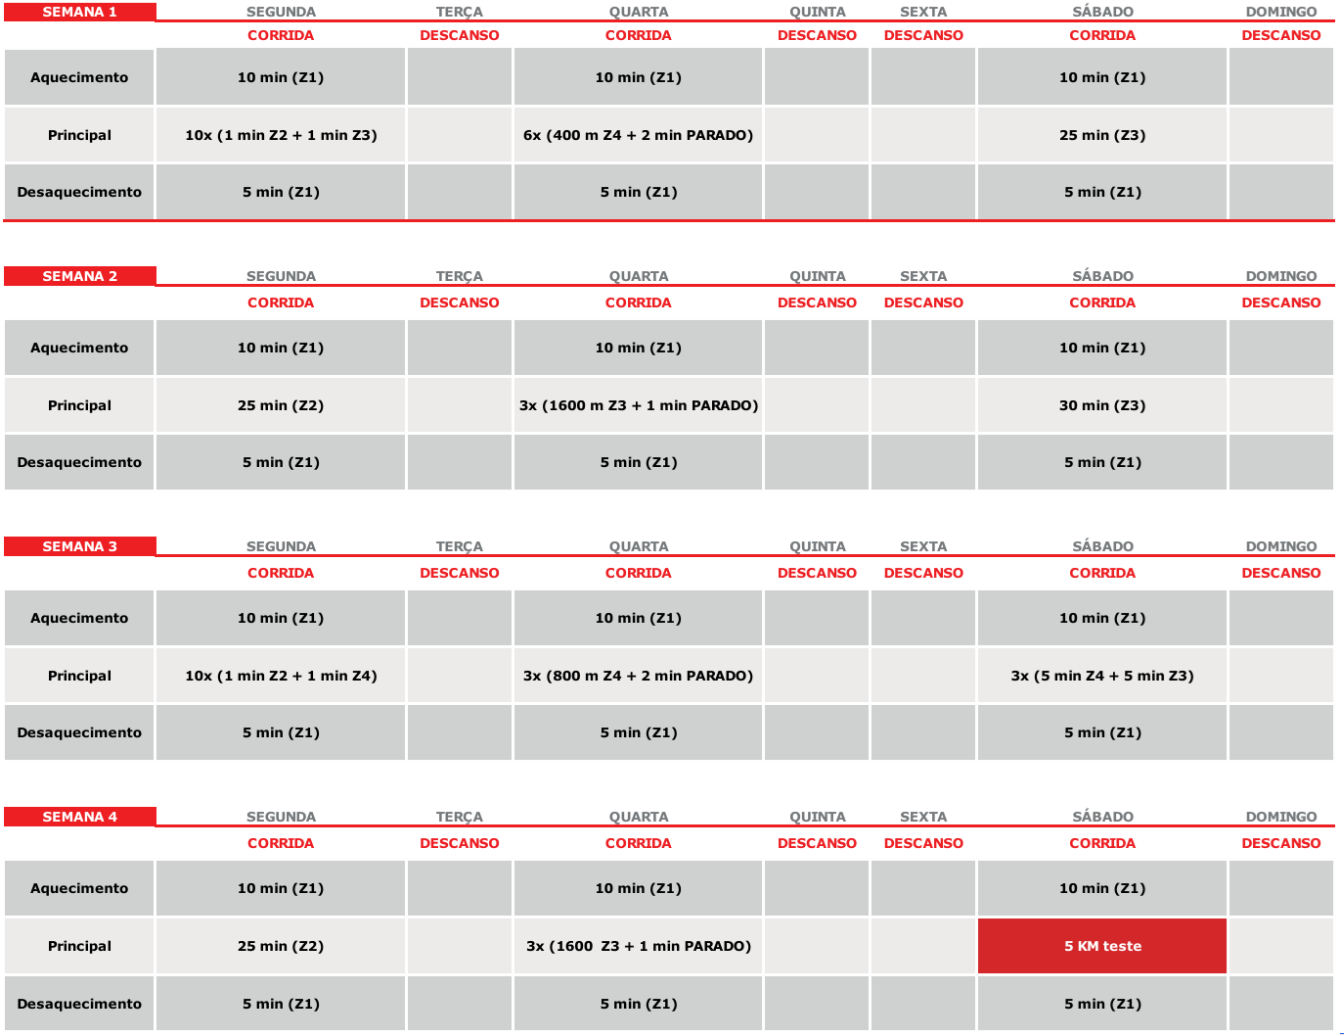 SEMANA 1 SEGUNDA TERÇA QUARTA QUINTA SEXTA SÁBADO DOMINGO
CORRIDA DESCANSO CORRIDA DESCANSO DESCANSO CORRIDA DESCANSO
Aquecimento 10 min (Z1) 10 min (Z1) 10 min (Z1)
Principal 10x (1 min Z2 + 1 min Z3) 6x (400 m Z4 + 2 min PARADO) 25 min (Z3)
Desaquecimento 5 min (Z1) 5 min (Z1) 5 min (Z1)
SEMANA 2 SEGUNDA TERÇA QUARTA QUINTA SEXTA SÁBADO DOMINGO
CORRIDA DESCANSO CORRIDA DESCANSO DESCANSO CORRIDA DESCANSO
Aquecimento 10 min (Z1) 10 min (Z1) 10 min (Z1)
Principal 25 min (Z2) 3x (1600 m Z3 + 1 min PARADO) 30 min (Z3)
Desaquecimento 5 min (Z1) 5 min (Z1) 5 min (Z1)
SEMANA 3 SEGUNDA TERÇA QUARTA QUINTA SEXTA SÁBADO DOMINGO
CORRIDA DESCANSO CORRIDA DESCANSO DESCANSO CORRIDA DESCANSO
Aquecimento 10 min (Z1) 10 min (Z1) 10 min (Z1)
Principal 10x (1 min Z2 + 1 min Z4) 3x (800 m Z4 + 2 min PARADO) 3x (5 min Z4 + 5 min Z3)
Desaquecimento 5 min (Z1) 5 min (Z1) 5 min (Z1)
SEMANA 4 SEGUNDA TERÇA QUARTA QUINTA SEXTA SÁBADO DOMINGO
CORRIDA DESCANSO CORRIDA DESCANSO DESCANSO CORRIDA DESCANSO
Aquecimento 10 min (Z1) 10 min (Z1) 10 min (Z1)
Principal 25 min (Z2) 3x (1600 Z3 + 1 min PARADO) 5 KM teste
Desaquecimento 5 min (Z1) 5 min (Z1) 5 min (Z1)